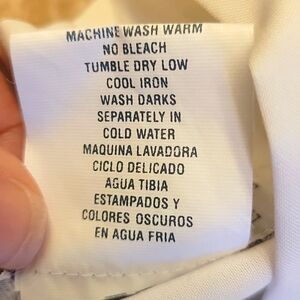 MACHINE WASH WARM
NO BLEACH
TUMBLE DRY LOW
COOL IRON
WASH DARKS
SEPARATELY IN
COLD WATER
MAQUINA LAVADORA
CICLO DELICADO
AGUA TIBIA
ESTAMPADOS Y
COLORES OSCUROS
EN AGUA FRIA